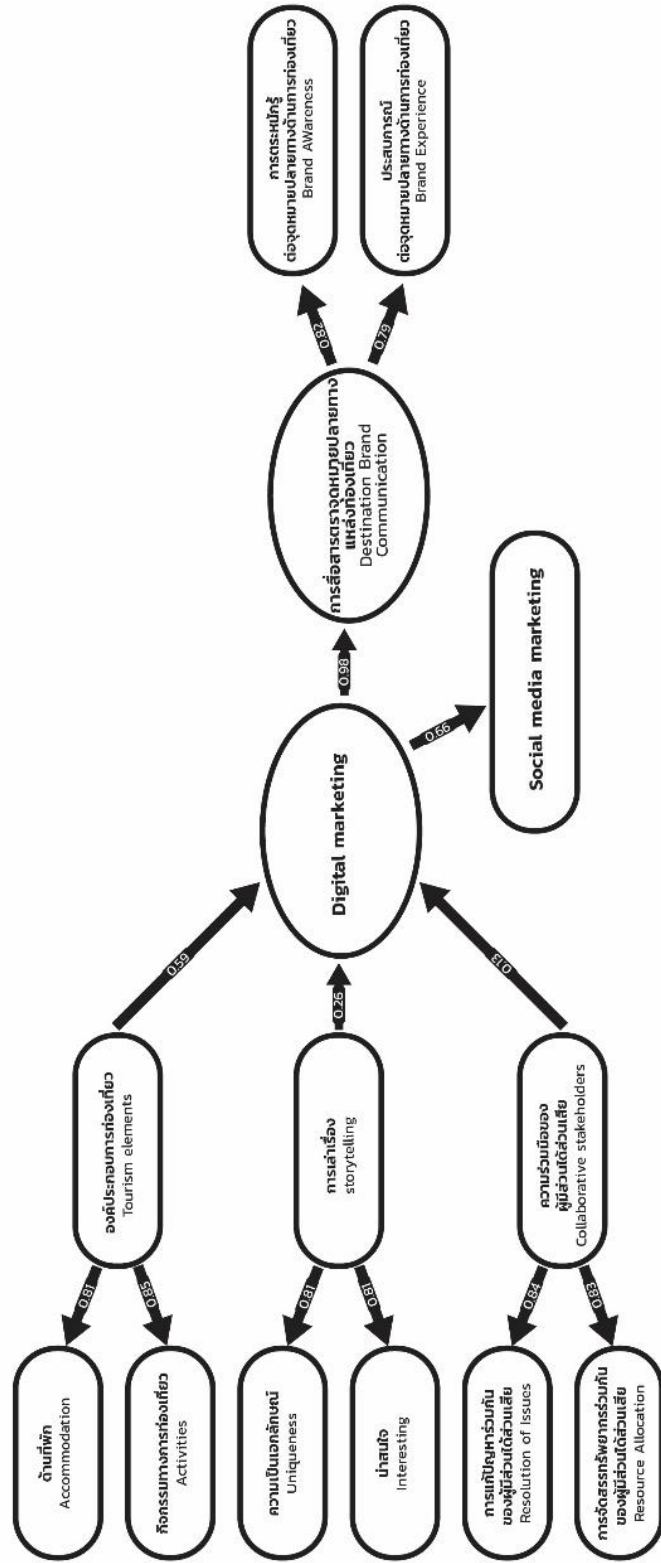 ด้านที่พัก
Accommodation
กิจกรรมทางการท่องเที่ยว
Activities
ความเป็นเอกลักษณ์
Uniqueness
น่าสนใจ
Interesting
การแก้ปัญหาร่วมกัน
ของผู้มีส่วนได้ส่วนเสีย
Resolution of Issues
การจัดสรรทรัพยากรร่วมกัน
ของผู้มีส่วนได้ส่วนเสีย
Resource Allocation
0.81
0.85
0.81
0.81
0.84
0.83
องค์ประกอบการท่องเที่ยว
Tourism elements
การเล่าเรื่อง
storytelling
ความร่วมมือของ
ผู้มีส่วนได้ส่วนเสีย
Collaborative stakeholders
0.59
0.26
0.13
Digital marketing
0.98
0.66
การสื่อสารตราจุดหมายปลายทาง
แหล่งท้องเที่ยว
Destination Brand
Communication
Social media marketing
0.82
0.79
การตระหนักรู้
ต่อจุดหมายปลายทางด้านการท่องเที่ยว
Brand AWareness
ประสบการณ์
ต่อจุดหมายปลายทางด้านการท่องเที่ยว
Brand Experience